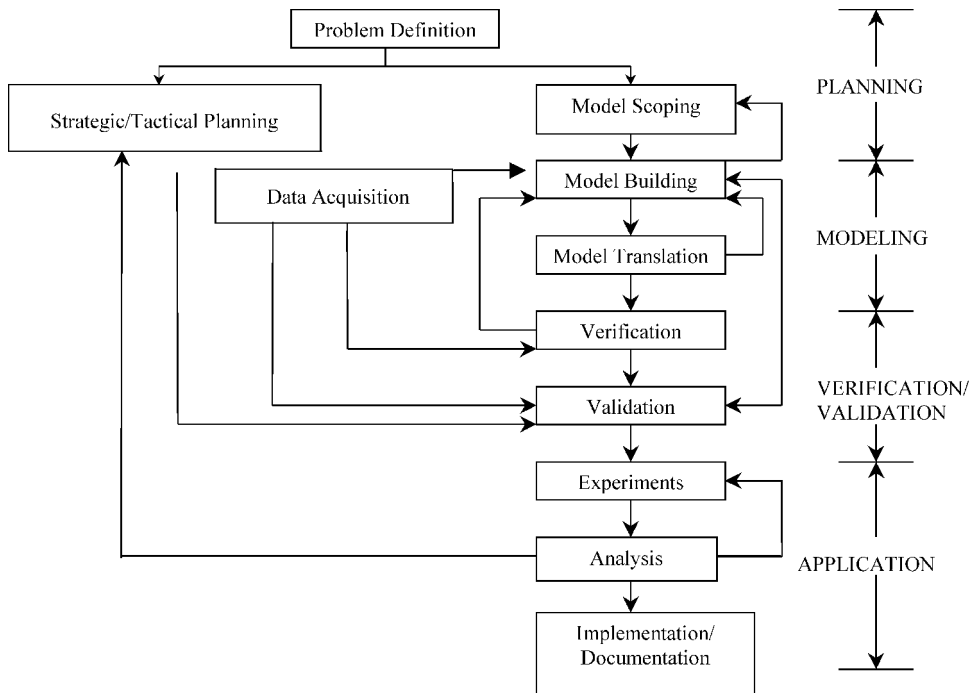 Problem Definition
Strategic/Tactical Planning
Model Scoping
PLANNING
Data Acquisition
Model Building
MODELING
Model Translation
Verification
VERIFICATION/
VALIDATION
Validation
Experiments
Analysis
APPLICATION
Implementation/
Documentation